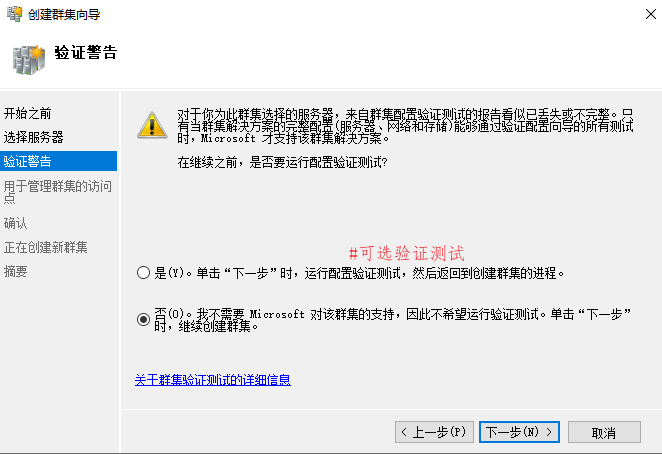 创建群集向导
验证警告
开始之前
选择服务器
验证警告
用于管理群集的访问
点
确认
正在创建新群集
摘要
对于你为此群集选择的服务器，来自群集配置验证测试的报告看似已丢失或不完整。只
有当群集解决方案的完整配置(服务器、网络和存储)能够通过验证配置向导的所有测试
时，Microsoft 才支持该群集解决方案。
在继续之前，是否要运行配置验证测试?
#可选验证测试
是(Y)。单击“下一步”时，运行配置验证测试，然后返回到创建群集的进程。
否(O)。我不需要 Microsoft 对该群集的支持，因此不希望运行验证测试。单击“下一步”
时，继续创建群集。
关于群集验证测试的详细信息
< 上一步(P)
下一步(N) >
取消